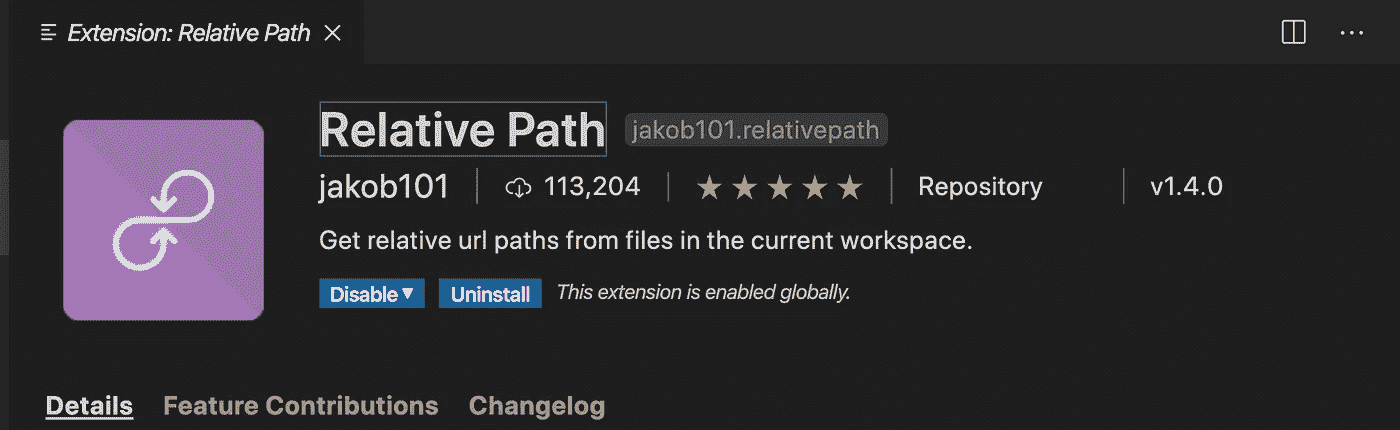 Extension: Relative Path
Relative Path jakob101.relativepath
jakob101 113,204 Repository v1.4.0
Get relative url paths from files in the current workspace.
Disable Uninstall This extension is enabled globally.
Details Feature Contributions Changelog